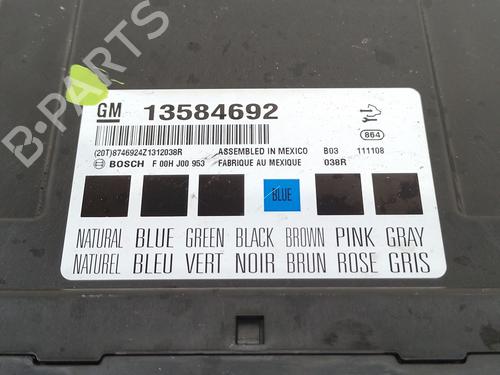 GM 13584692
(20T)8746924Z1312038R ASSEMBLED IN MEXICO B03 111108
864
BOSCH F 00H J00 953 FABRIQUE AU MEXIQUE 038R
BLUE
NATURAL BLUE GREEN BLACK BROWN PINK GRAY
NATUREL BLEU VERT NOIR BRUN ROSE GRIS
B-PARTS